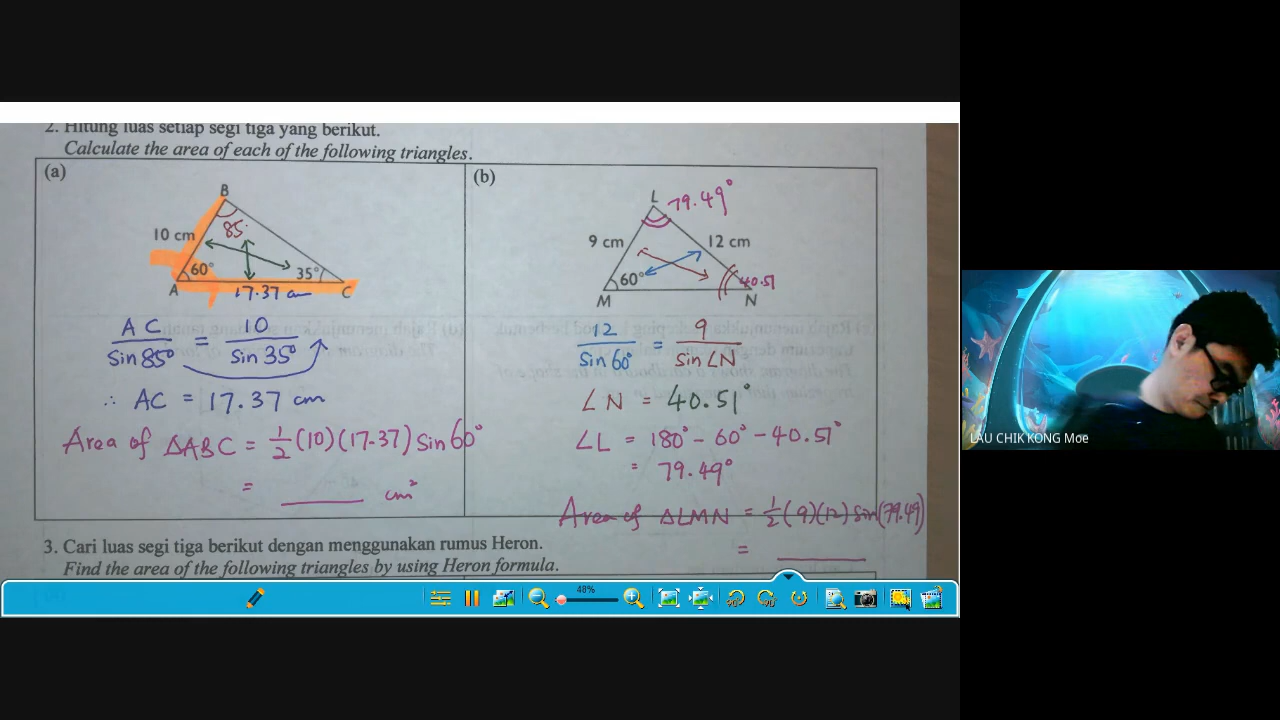 2. Hitung luas setiap segi tiga yang berikut.
Calculate the area of each of the following triangles.
(a)
B
85°
10 cm
60°
35°
A
17.37 cm
C
AC / Sin 85° = 10 / Sin 35°
∴ AC = 17.37 cm
Area of ΔABC = 1/2 (10)(17.37) Sin 60°
= ______ cm²
(b)
L
79.49°
9 cm
12 cm
60°
40.51
M
N
12 / Sin 60° = 9 / Sin ∠N
∠N = 40.51°
∠L = 180° - 60° - 40.51°
= 79.49°
Area of ΔLMN = 1/2 (9)(12) Sin(79.49)
= ______
3. Cari luas segi tiga berikut dengan menggunakan rumus Heron.
Find the area of the following triangles by using Heron formula.
48%
LAU CHIK KONG Moe